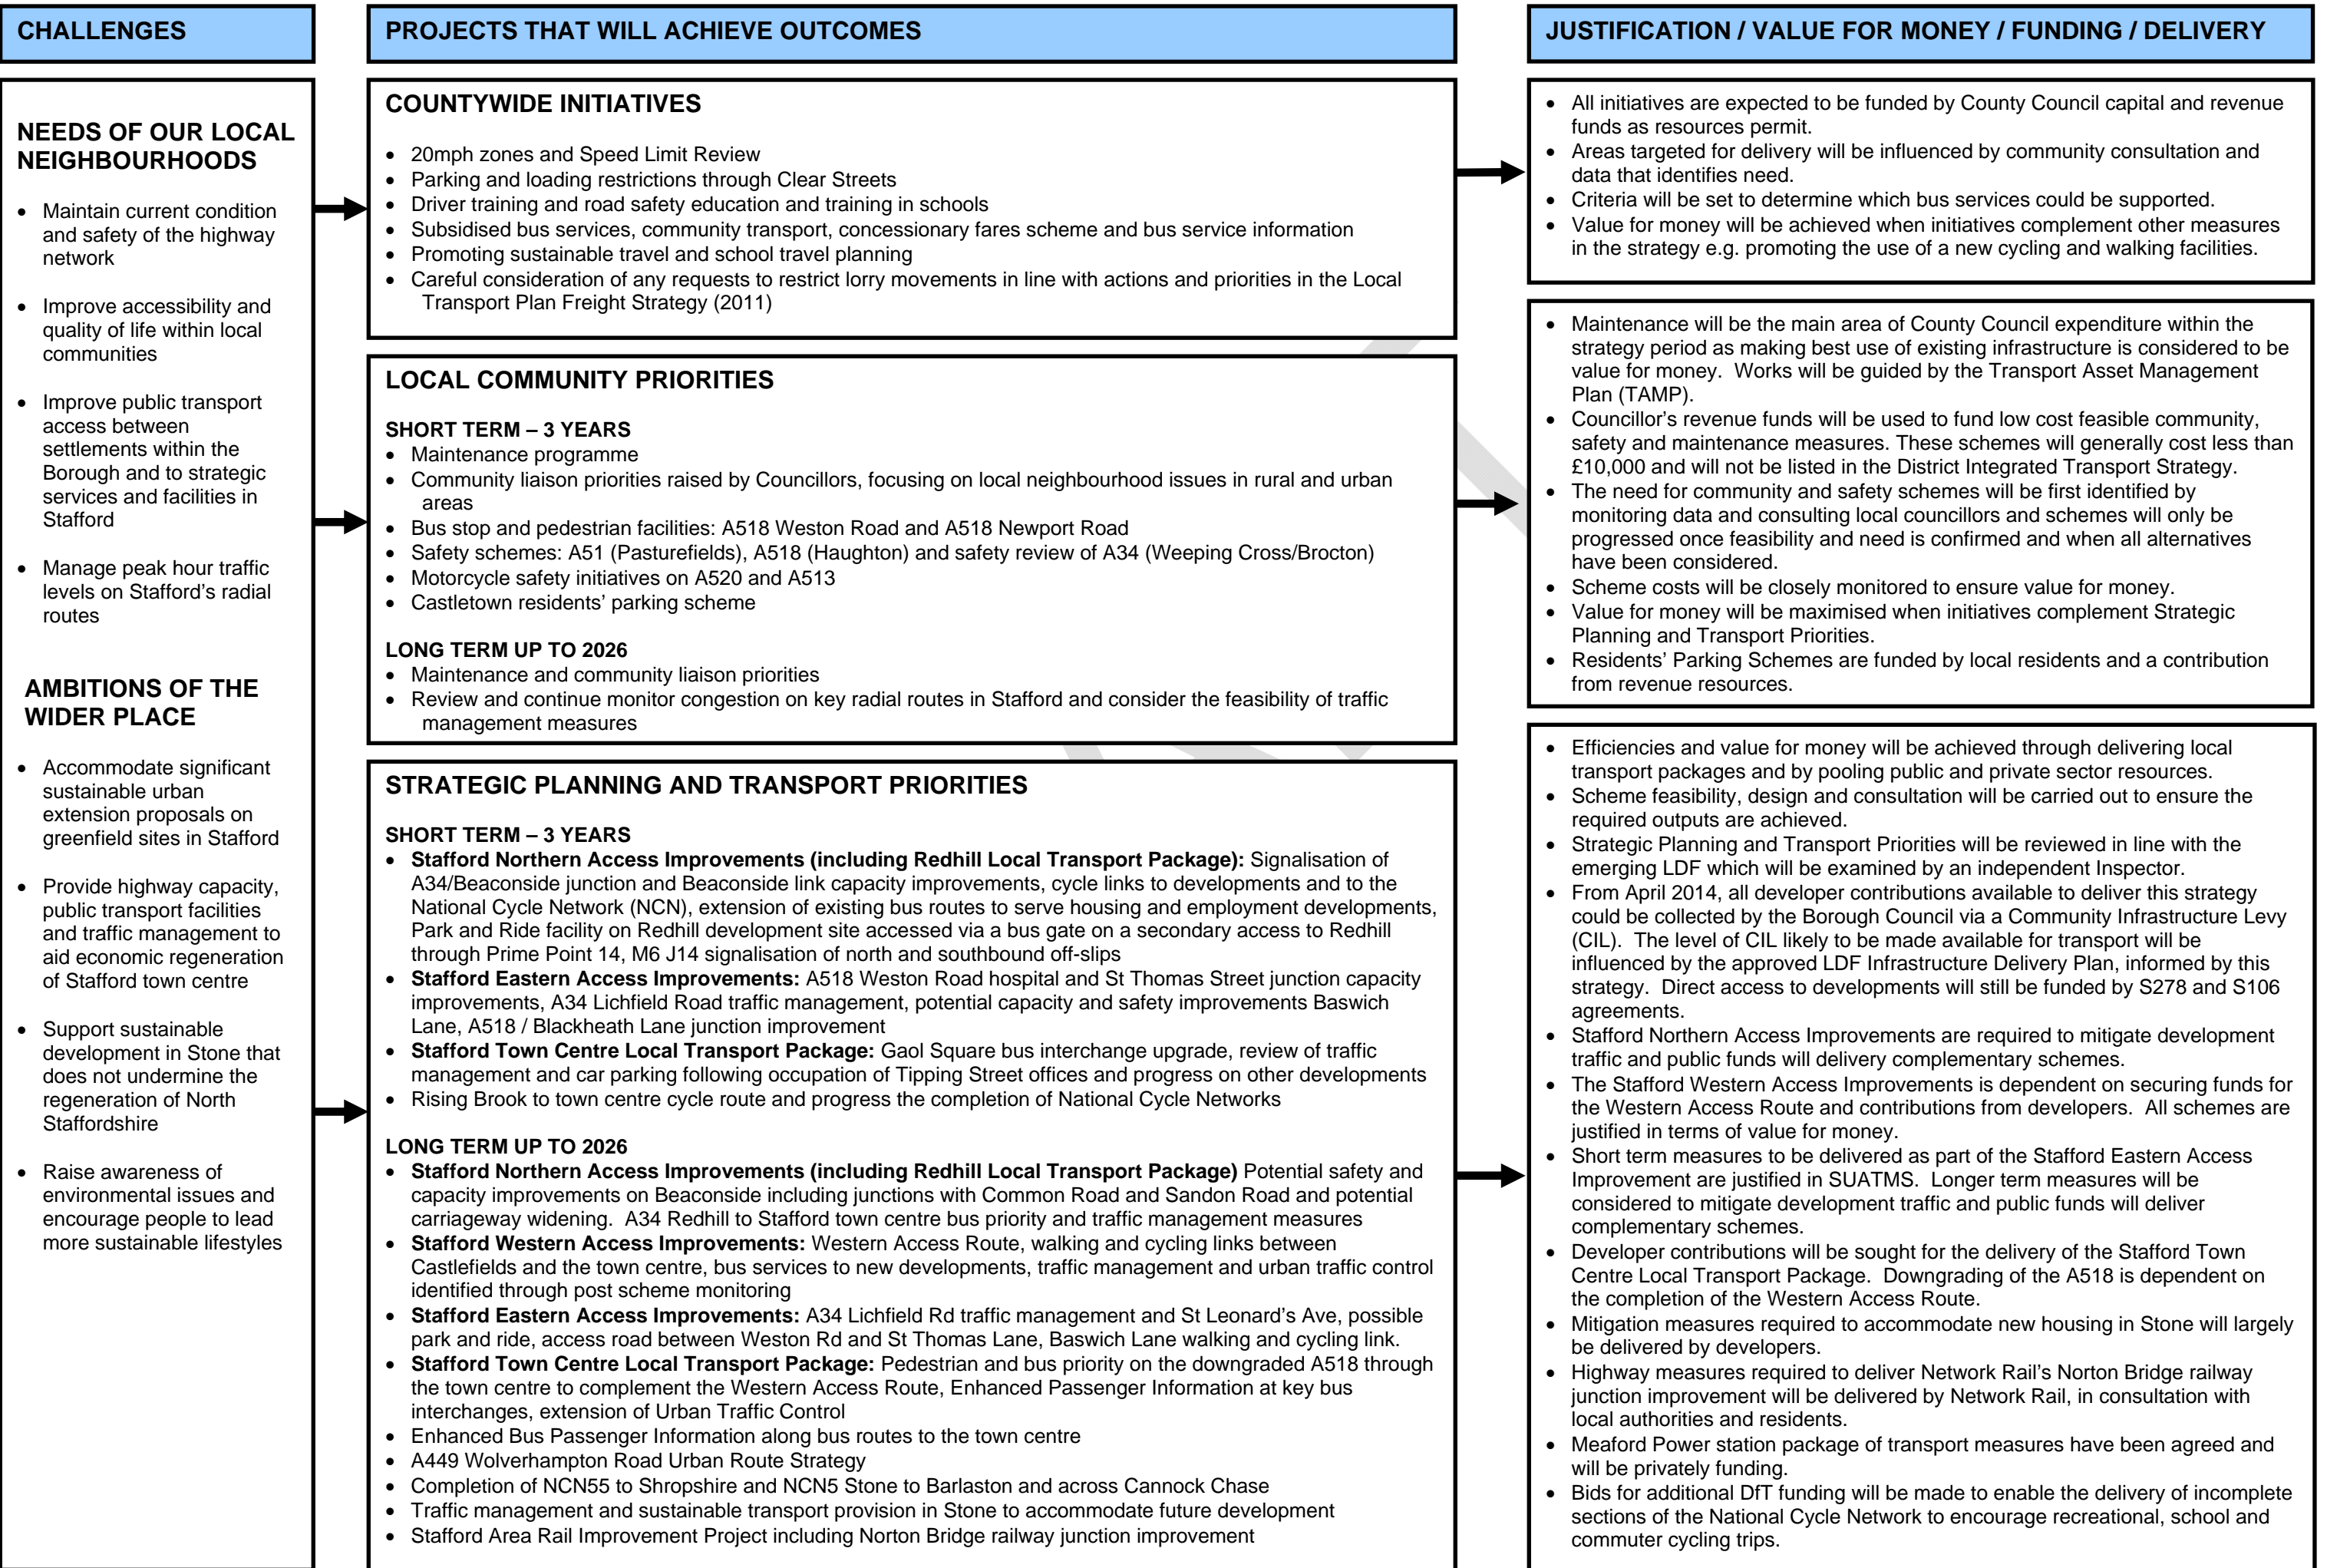 CHALLENGES
PROJECTS THAT WILL ACHIEVE OUTCOMES
JUSTIFICATION / VALUE FOR MONEY / FUNDING / DELIVERY
NEEDS OF OUR LOCAL
NEIGHBOURHOODS
• Maintain current condition
and safety of the highway
network
• Improve accessibility and
quality of life within local
communities
• Improve public transport
access between
settlements within the
Borough and to strategic
services and facilities in
Stafford
• Manage peak hour traffic
levels on Stafford's radial
routes
AMBITIONS OF THE
WIDER PLACE
• Accommodate significant
sustainable urban
extension proposals on
greenfield sites in Stafford
• Provide highway capacity,
public transport facilities
and traffic management to
aid economic regeneration
of Stafford town centre
• Support sustainable
development in Stone that
does not undermine the
regeneration of North
Staffordshire
• Raise awareness of
environmental issues and
encourage people to lead
more sustainable lifestyles
COUNTYWIDE INITIATIVES
• 20mph zones and Speed Limit Review
• Parking and loading restrictions through Clear Streets
• Driver training and road safety education and training in schools
• Subsidised bus services, community transport, concessionary fares scheme and bus service information
• Promoting sustainable travel and school travel planning
• Careful consideration of any requests to restrict lorry movements in line with actions and priorities in the Local
Transport Plan Freight Strategy (2011)
LOCAL COMMUNITY PRIORITIES
SHORT TERM – 3 YEARS
• Maintenance programme
• Community liaison priorities raised by Councillors, focusing on local neighbourhood issues in rural and urban
areas
• Bus stop and pedestrian facilities: A518 Weston Road and A518 Newport Road
• Safety schemes: A51 (Pasturefields), A518 (Haughton) and safety review of A34 (Weeping Cross/Brocton)
• Motorcycle safety initiatives on A520 and A513
• Castletown residents' parking scheme
LONG TERM UP TO 2026
• Maintenance and community liaison priorities
• Review and continue monitor congestion on key radial routes in Stafford and consider the feasibility of traffic
management measures
STRATEGIC PLANNING AND TRANSPORT PRIORITIES
SHORT TERM – 3 YEARS
• Stafford Northern Access Improvements (including Redhill Local Transport Package): Signalisation of
A34/Beaconside junction and Beaconside link capacity improvements, cycle links to developments and to the
National Cycle Network (NCN), extension of existing bus routes to serve housing and employment developments,
Park and Ride facility on Redhill development site accessed via a bus gate on a secondary access to Redhill
through Prime Point 14, M6 J14 signalisation of north and southbound off-slips
• Stafford Eastern Access Improvements: A518 Weston Road hospital and St Thomas Street junction capacity
improvements, A34 Lichfield Road traffic management, potential capacity and safety improvements Baswich
Lane, A518 / Blackheath Lane junction improvement
• Stafford Town Centre Local Transport Package: Gaol Square bus interchange upgrade, review of traffic
management and car parking following occupation of Tipping Street offices and progress on other developments
• Rising Brook to town centre cycle route and progress the completion of National Cycle Networks
LONG TERM UP TO 2026
• Stafford Northern Access Improvements (including Redhill Local Transport Package) Potential safety and
capacity improvements on Beaconside including junctions with Common Road and Sandon Road and potential
carriageway widening.  A34 Redhill to Stafford town centre bus priority and traffic management measures
• Stafford Western Access Improvements: Western Access Route, walking and cycling links between
Castlefields and the town centre, bus services to new developments, traffic management and urban traffic control
identified through post scheme monitoring
• Stafford Eastern Access Improvements: A34 Lichfield Rd traffic management and St Leonard's Ave, possible
park and ride, access road between Weston Rd and St Thomas Lane, Baswich Lane walking and cycling link.
• Stafford Town Centre Local Transport Package: Pedestrian and bus priority on the downgraded A518 through
the town centre to complement the Western Access Route, Enhanced Passenger Information at key bus
interchanges, extension of Urban Traffic Control
• Enhanced Bus Passenger Information along bus routes to the town centre
• A449 Wolverhampton Road Urban Route Strategy
• Completion of NCN55 to Shropshire and NCN5 Stone to Barlaston and across Cannock Chase
• Traffic management and sustainable transport provision in Stone to accommodate future development
• Stafford Area Rail Improvement Project including Norton Bridge railway junction improvement
• All initiatives are expected to be funded by County Council capital and revenue
funds as resources permit.
• Areas targeted for delivery will be influenced by community consultation and
data that identifies need.
• Criteria will be set to determine which bus services could be supported.
• Value for money will be achieved when initiatives complement other measures
in the strategy e.g. promoting the use of a new cycling and walking facilities.
• Maintenance will be the main area of County Council expenditure within the
strategy period as making best use of existing infrastructure is considered to be
value for money.  Works will be guided by the Transport Asset Management
Plan (TAMP).
• Councillor's revenue funds will be used to fund low cost feasible community,
safety and maintenance measures. These schemes will generally cost less than
£10,000 and will not be listed in the District Integrated Transport Strategy.
• The need for community and safety schemes will be first identified by
monitoring data and consulting local councillors and schemes will only be
progressed once feasibility and need is confirmed and when all alternatives
have been considered.
• Scheme costs will be closely monitored to ensure value for money.
• Value for money will be maximised when initiatives complement Strategic
Planning and Transport Priorities.
• Residents' Parking Schemes are funded by local residents and a contribution
from revenue resources.
• Efficiencies and value for money will be achieved through delivering local
transport packages and by pooling public and private sector resources.
• Scheme feasibility, design and consultation will be carried out to ensure the
required outputs are achieved.
• Strategic Planning and Transport Priorities will be reviewed in line with the
emerging LDF which will be examined by an independent Inspector.
• From April 2014, all developer contributions available to deliver this strategy
could be collected by the Borough Council via a Community Infrastructure Levy
(CIL).  The level of CIL likely to be made available for transport will be
influenced by the approved LDF Infrastructure Delivery Plan, informed by this
strategy.  Direct access to developments will still be funded by S278 and S106
agreements.
• Stafford Northern Access Improvements are required to mitigate development
traffic and public funds will delivery complementary schemes.
• The Stafford Western Access Improvements is dependent on securing funds for
the Western Access Route and contributions from developers.  All schemes are
justified in terms of value for money.
• Short term measures to be delivered as part of the Stafford Eastern Access
Improvement are justified in SUATMS.  Longer term measures will be
considered to mitigate development traffic and public funds will deliver
complementary schemes.
• Developer contributions will be sought for the delivery of the Stafford Town
Centre Local Transport Package.  Downgrading of the A518 is dependent on
the completion of the Western Access Route.
• Mitigation measures required to accommodate new housing in Stone will largely
be delivered by developers.
• Highway measures required to deliver Network Rail's Norton Bridge railway
junction improvement will be delivered by Network Rail, in consultation with
local authorities and residents.
• Meaford Power station package of transport measures have been agreed and
will be privately funding.
• Bids for additional DfT funding will be made to enable the delivery of incomplete
sections of the National Cycle Network to encourage recreational, school and
commuter cycling trips.